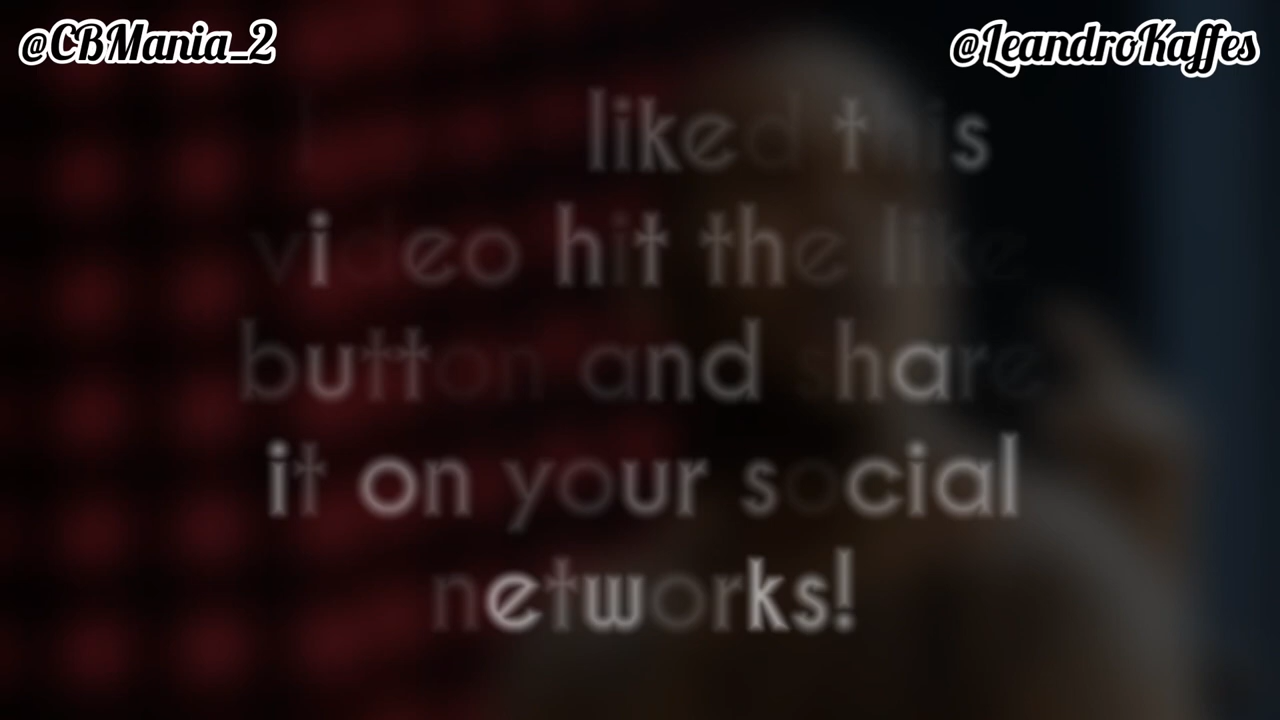 @CBMania_2
@LeandroKaffes
liked this
video hit the like
button and share
it on your social
networks!